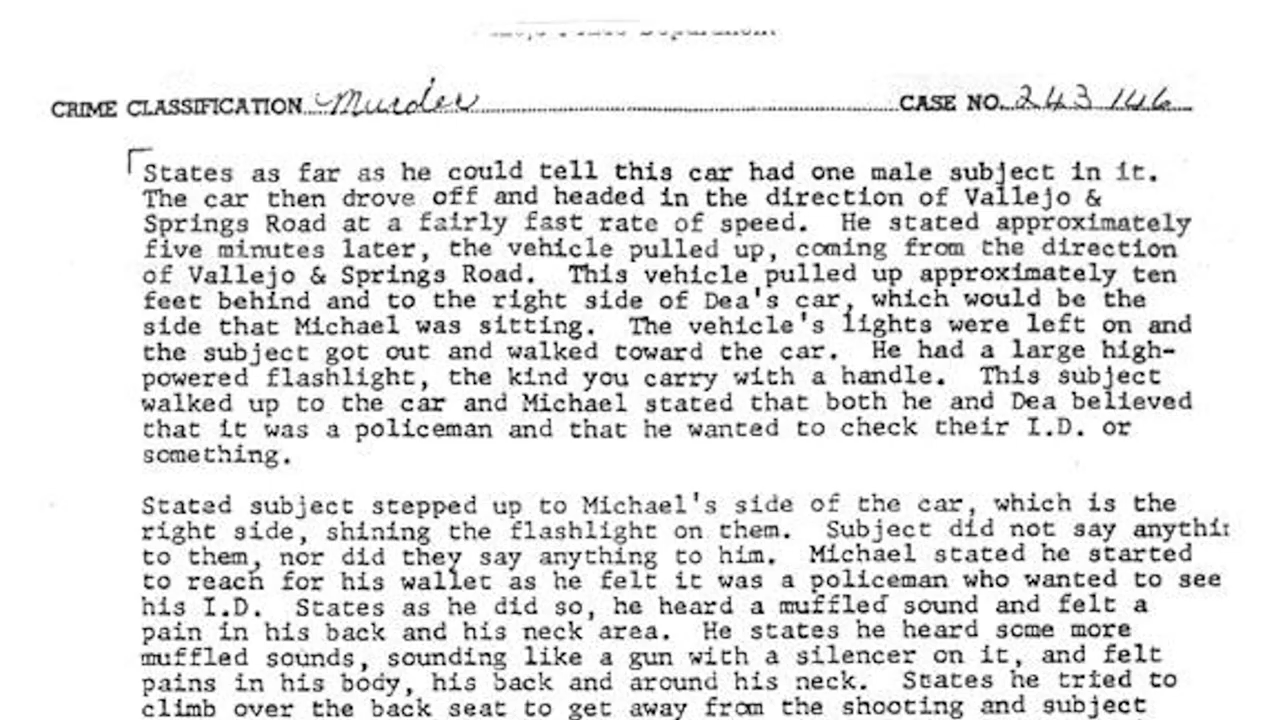 CRIME CLASSIFICATION Murder CASE NO. 243 146
States as far as he could tell this car had one male subject in it.
The car then drove off and headed in the direction of Vallejo &
Springs Road at a fairly fast rate of speed. He stated approximately
five minutes later, the vehicle pulled up, coming from the direction
of Vallejo & Springs Road. This vehicle pulled up approximately ten
feet behind and to the right side of Dea's car, which would be the
side that Michael was sitting. The vehicle's lights were left on and
the subject got out and walked toward the car. He had a large high-
powered flashlight, the kind you carry with a handle. This subject
walked up to the car and Michael stated that both he and Dea believed
that it was a policeman and that he wanted to check their I.D. or
something.
Stated subject stepped up to Michael's side of the car, which is the
right side, shining the flashlight on them. Subject did not say
to them, nor did they say anything to him. Michael stated he started
to reach for his wallet as he felt it was a policeman who wanted to see
his I.D. States as he did so, he heard a muffled sound and felt a
pain in his back and his neck area. He states he heard some more
muffled sounds, sounding like a gun with a silencer on it, and felt
pains in his body, his back and around his neck. States he tried to
climb over the back seat to get away from the shooting and subject